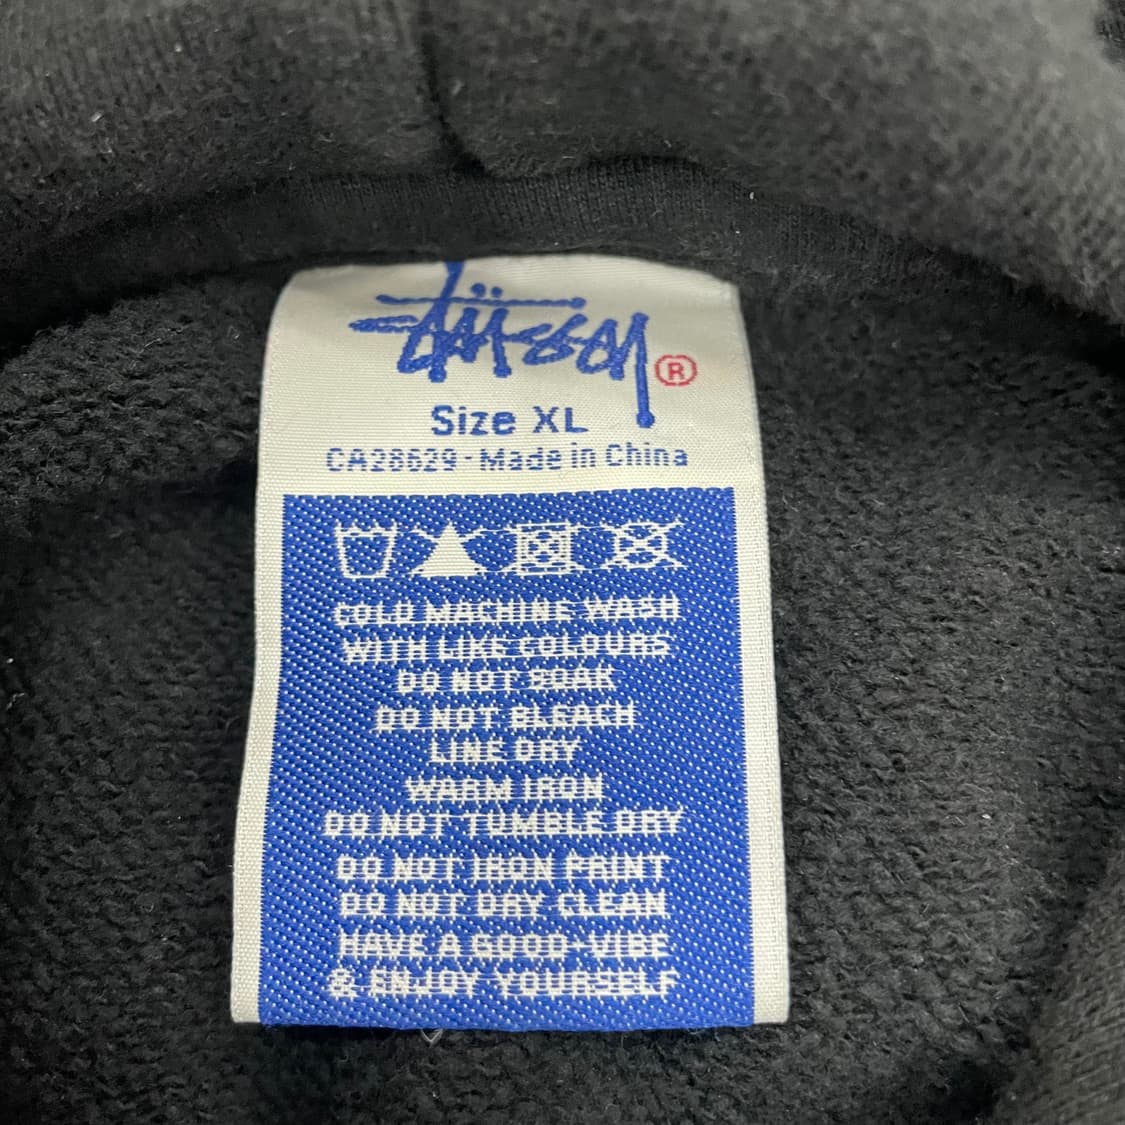 Stüssy ®
Size XL
CA28629 - Made in China
COLD MACHINE WASH
WITH LIKE COLOURS
DO NOT SOAK
DO NOT BLEACH
LINE DRY
WARM IRON
DO NOT TUMBLE DRY
DO NOT IRON PRINT
DO NOT DRY CLEAN
HAVE A GOOD-VIBE
& ENJOY YOURSELF